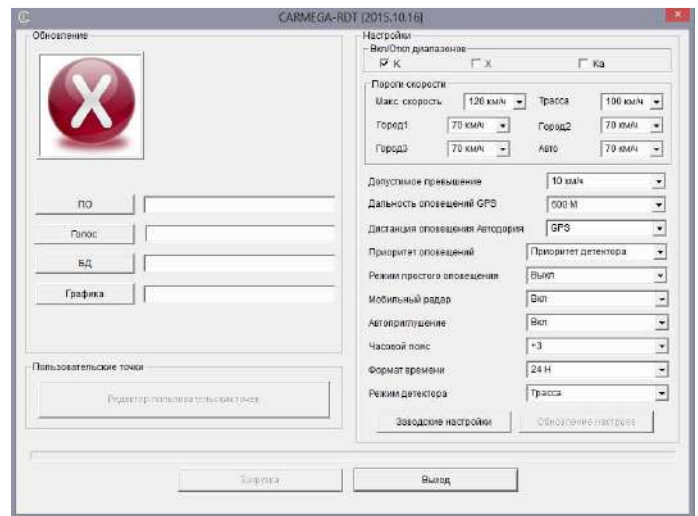 CARMEGA-RDT [2015.10.16]
Обновление
ПО
Голос
БД
Графика
Пользовательские точки
Редактор пользовательских точек
Настройки
Вкл/Откл диапазонов
K X Ka
Пороги скорости
Макс. скорость 120 км/ч Трасса 100 км/ч
Город1 70 км/ч Город2 70 км/ч
Город3 70 км/ч Авто 70 км/ч
Допустимое превышение 10 км/ч
Дальность оповещений GPS 600 М
Дистанция оповещения Автодория GPS
Приоритет оповещений Приоритет детектора
Режим простого оповещения Выкл
Мобильный радар Вкл
Автоприглушение Вкл
Часовой пояс +3
Формат времени 24 H
Режим детектора Трасса
Заводские настройки Обновление настроек
Загрузка Выход